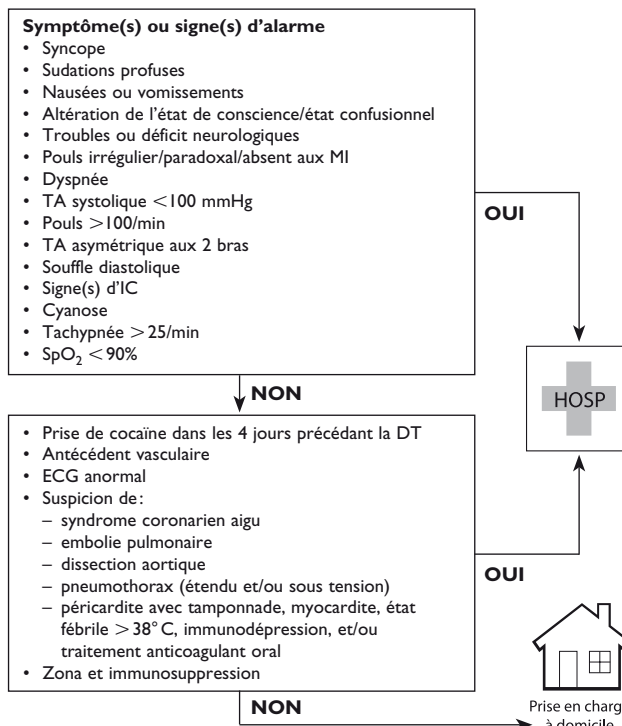 Symptôme(s) ou signe(s) d’alarme
• Syncope
• Sudations profuses
• Nausées ou vomissements
• Altération de l’état de conscience/état confusionnel
• Troubles ou déficit neurologiques
• Pouls irrégulier/paradoxal/absent aux MI
• Dyspnée
• TA systolique <100 mmHg
• Pouls >100/min
• TA asymétrique aux 2 bras
• Souffle diastolique
• Signe(s) d’IC
• Cyanose
• Tachypnée >25/min
• SpO₂ <90%
OUI
HOSP
NON
• Prise de cocaïne dans les 4 jours précédant la DT
• Antécédent vasculaire
• ECG anormal
• Suspicion de:
– syndrome coronarien aigu
– embolie pulmonaire
– dissection aortique
– pneumothorax (étendu et/ou sous tension)
– péricardite avec tamponnade, myocardite, état
fébrile >38° C, immunodépression, et/ou
traitement anticoagulant oral
• Zona et immunosuppression
OUI
NON
Prise en charg
à domicile